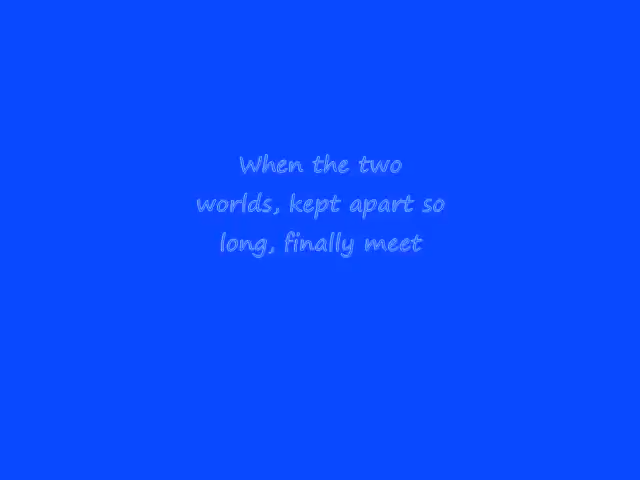 When the two
worlds, kept apart so
long, finally meet